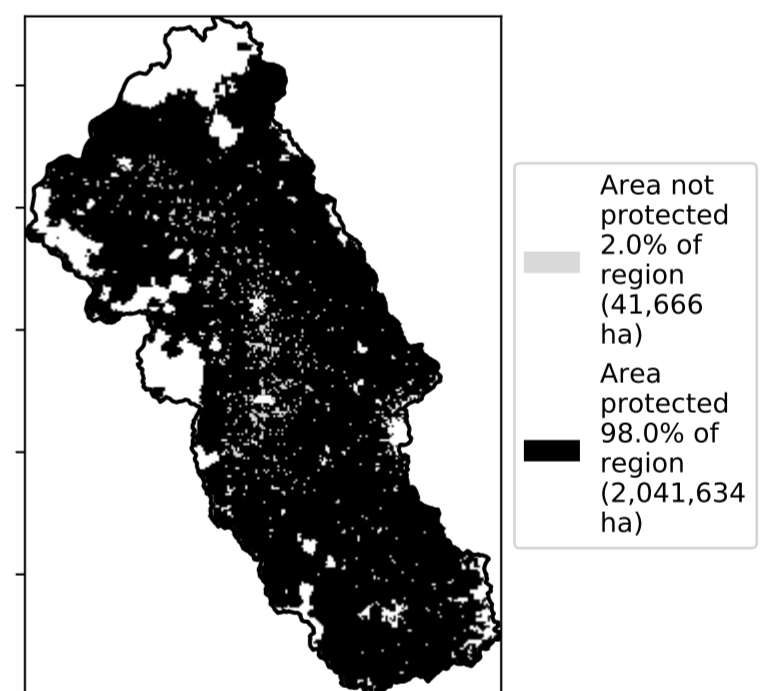 Area not
protected
2.0% of
region
(41,666
ha)
Area
protected
98.0% of
region
(2,041,634
ha)